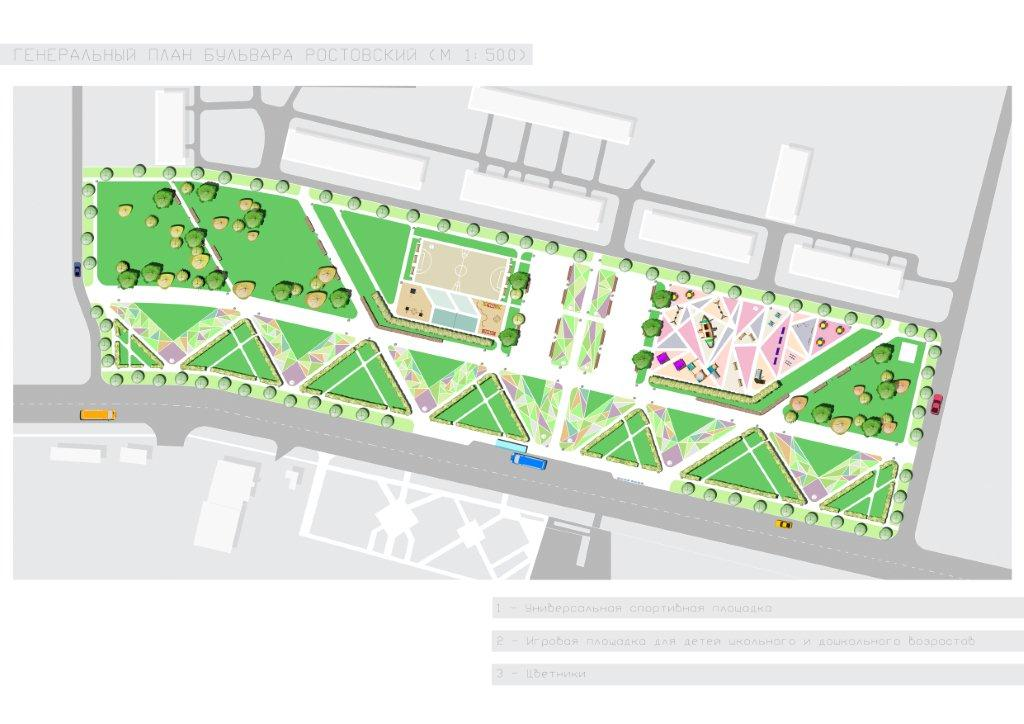 ГЕНЕРАЛЬНЫЙ ПЛАН БУЛЬВАРА РОСТОВСКИЙ (М 1:500)
1 - Универсальная спортивная площадка
2 - Игровая площадка для детей школьного и дошкольного возрастав
3 - Цветники